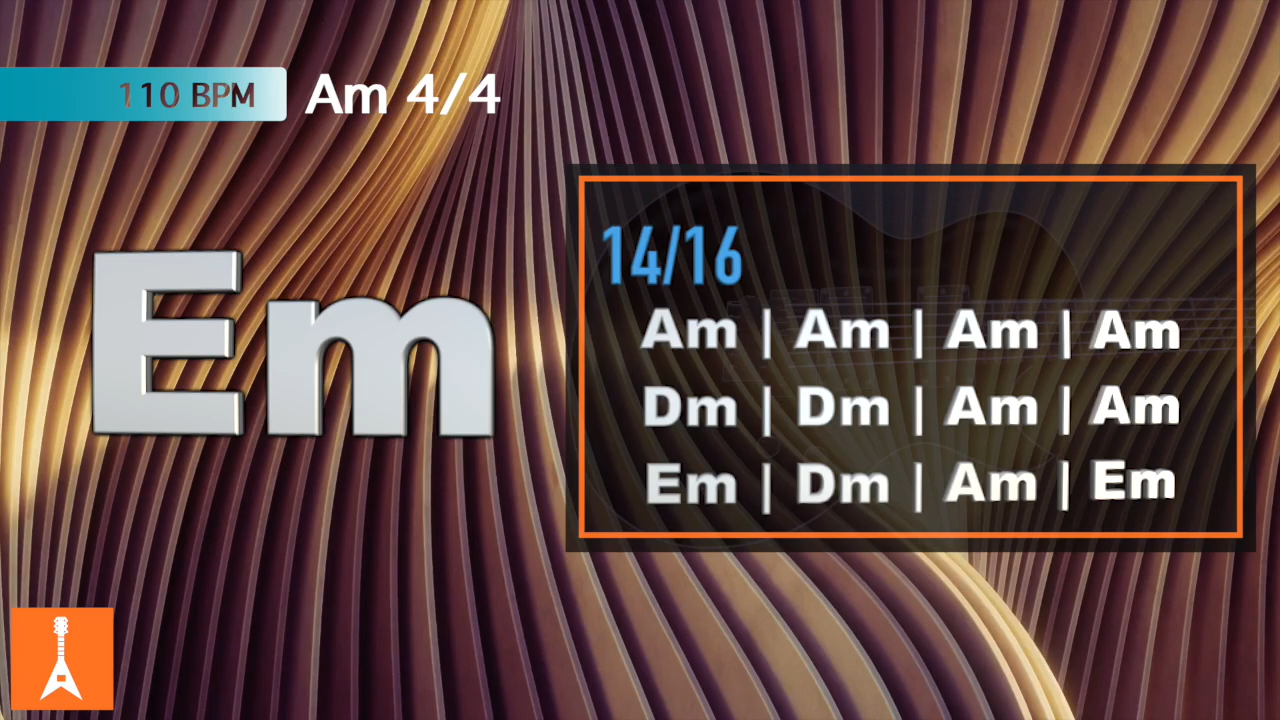 110 BPM Am 4/4
Em
14/16
Am | Am | Am | Am
Dm | Dm | Am | Am
Em | Dm | Am | Em